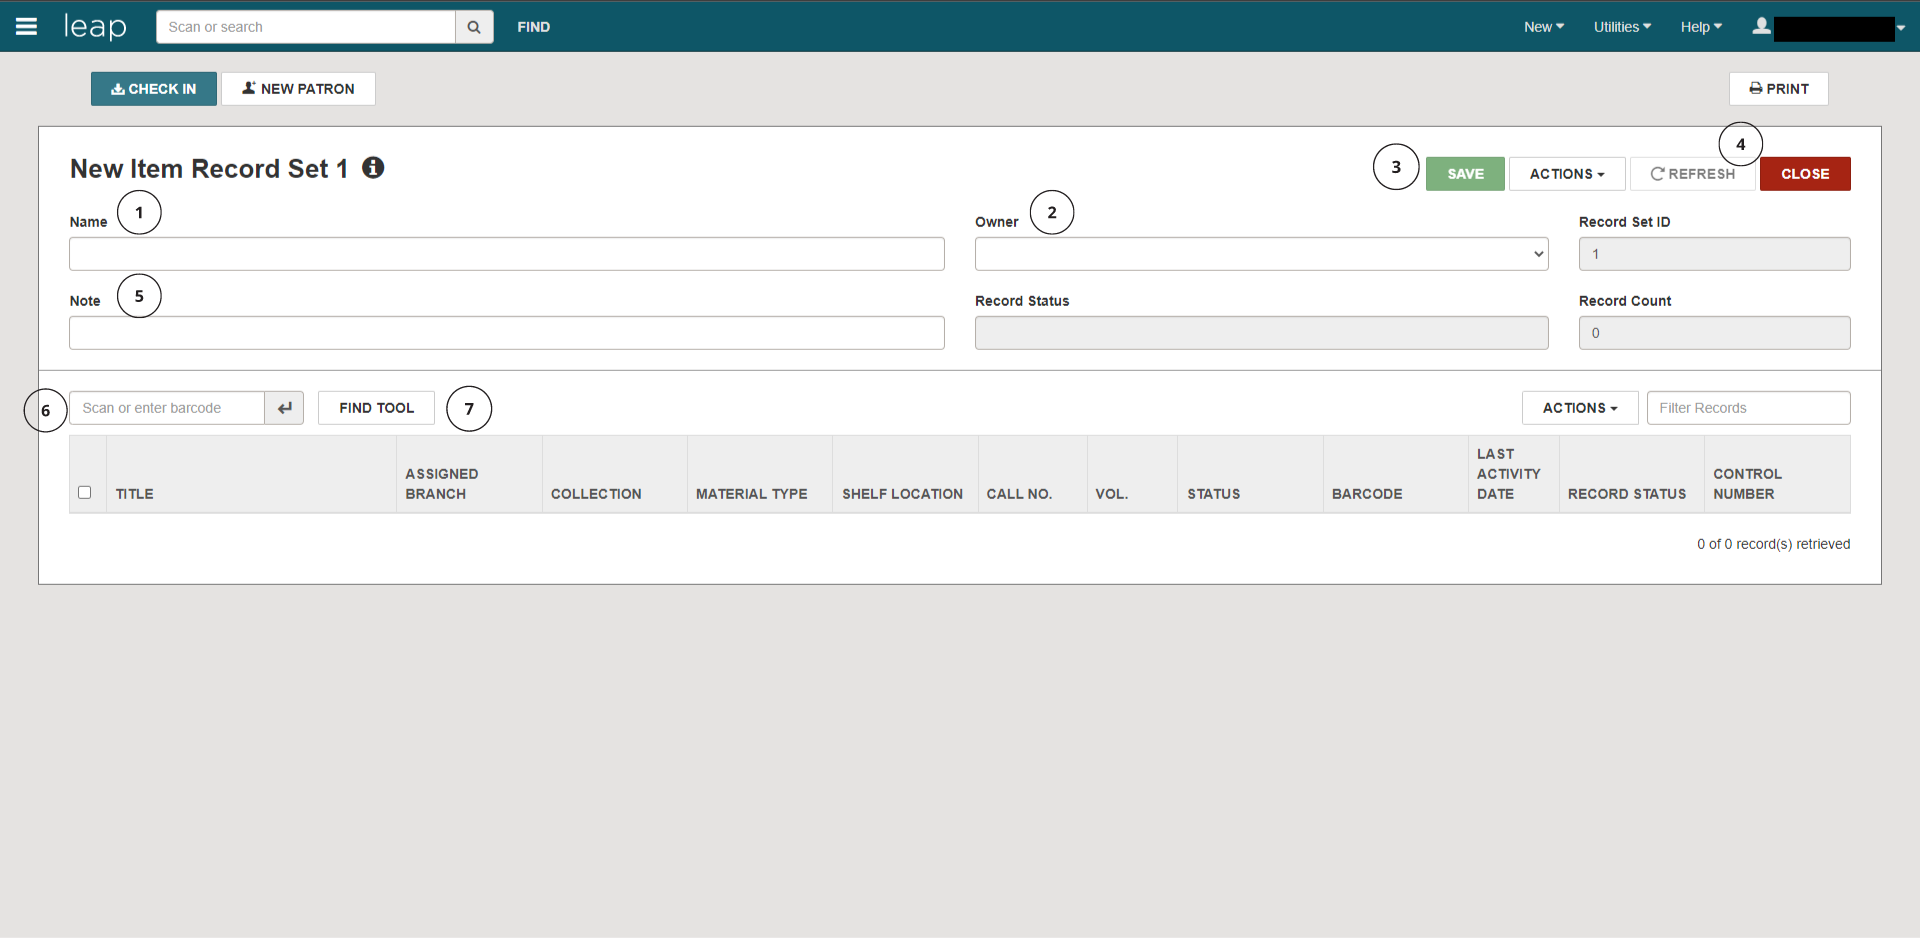 leap
Scan or search
FIND
New
Utilities
Help
CHECK IN
NEW PATRON
PRINT
New Item Record Set 1
3
SAVE
ACTIONS
REFRESH
4
CLOSE
Name
1
Owner
2
Record Set ID
1
Note
5
Record Status
Record Count
0
6
Scan or enter barcode
FIND TOOL
7
ACTIONS
Filter Records
TITLE
ASSIGNED
BRANCH
COLLECTION
MATERIAL TYPE
SHELF LOCATION
CALL NO.
VOL.
STATUS
BARCODE
LAST
ACTIVITY
DATE
RECORD STATUS
CONTROL
NUMBER
0 of 0 record(s) retrieved